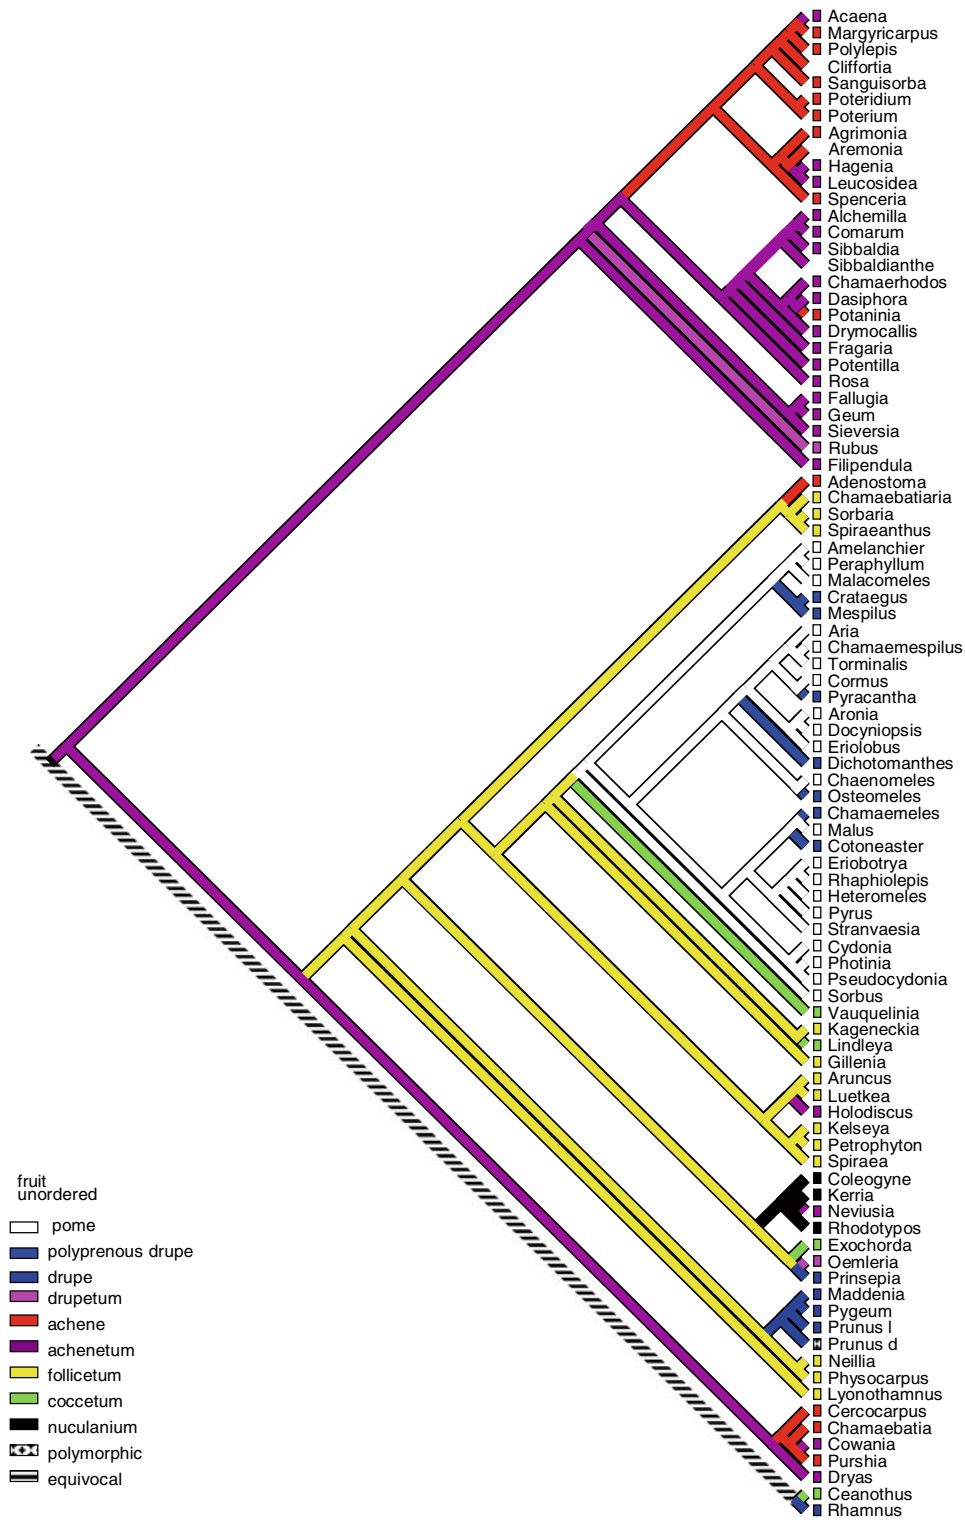 Acaena
Margyricarpus
Polylepis
Cliffortia
Sanguisorba
Poteridium
Poterium
Agrimonia
Aremonia
Hagenia
Leucosidea
Spenceria
Alchemilla
Comarum
Sibbaldia
Sibbaldianthe
Chamaerhodos
Dasiphora
Potaninia
Drymocallis
Fragaria
Potentilla
Rosa
Fallugia
Geum
Sieversia
Rubus
Filipendula
Adenostoma
Chamaebatiaria
Sorbaria
Spiraeanthus
Amelanchier
Peraphyllum
Malacomeles
Crataegus
Mespilus
Aria
Chamaemespilus
Torminalis
Cormus
Pyracantha
Aronia
Docyniopsis
Eriolobus
Dichotomanthes
Chaenomeles
Osteomeles
Chamaemeles
Malus
Cotoneaster
Eriobotrya
Rhaphiolepis
Heteromeles
Pyrus
Stranvaesia
Cydonia
Photinia
Pseudocydonia
Sorbus
Vauquelinia
Kageneckia
Lindleya
Gillenia
Aruncus
Luetkea
Holodiscus
Kelseya
Petrophyton
Spiraea
Coleogyne
Kerria
Neviusia
Rhodotypos
Exochorda
Oemleria
Prinsepia
Maddenia
Pygeum
Prunus l
Prunus d
Neillia
Physocarpus
Lyonothamnus
Cercocarpus
Chamaebatia
Cowania
Purshia
Dryas
Ceanothus
Rhamnus
fruit
unordered
pome
polyprenous drupe
drupe
drupetum
achene
achenetum
follicetum
coccetum
nuculanium
polymorphic
equivocal